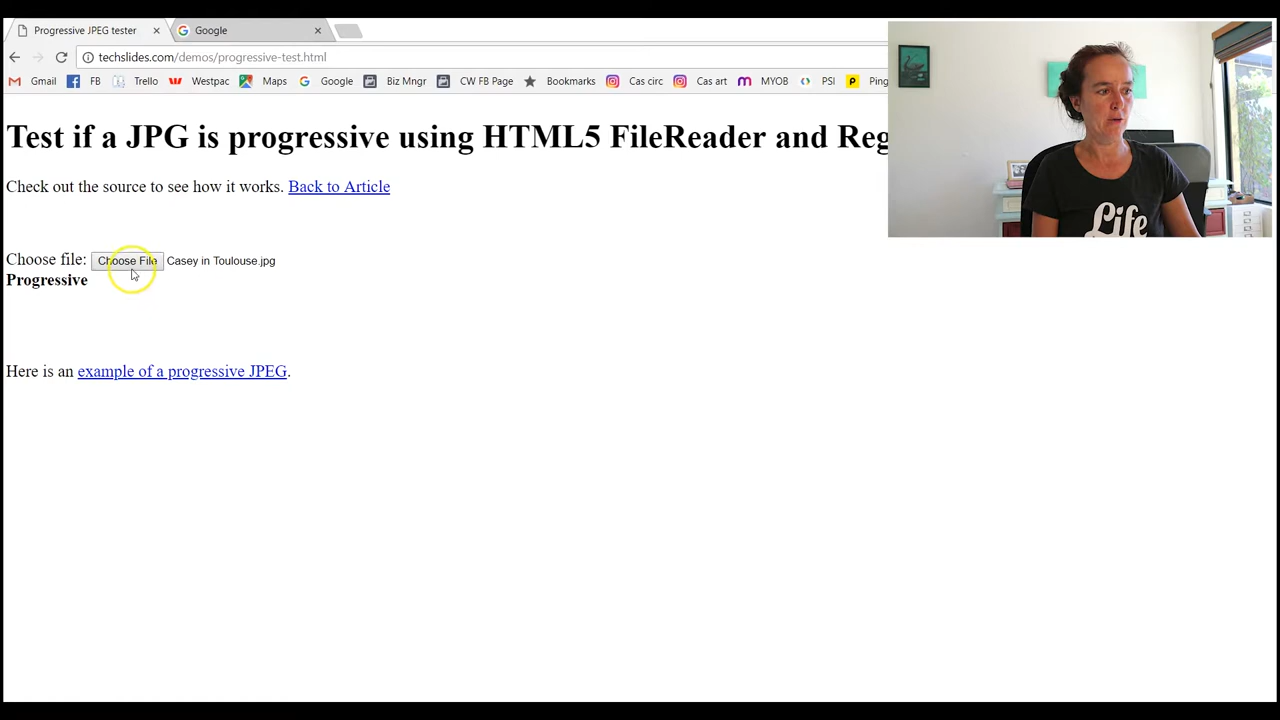 Progressive JPEG tester
Google
techslides.com/demos/progressive-test.html
Gmail FB Trello Westpac Maps Google Biz Mngr CW FB Page Bookmarks Cas circ Cas art MYOB PSI Ping
Test if a JPG is progressive using HTML5 FileReader and Reg
Check out the source to see how it works. Back to Article
Choose file: Choose File Casey in Toulouse.jpg
Progressive
Here is an example of a progressive JPEG.
Life